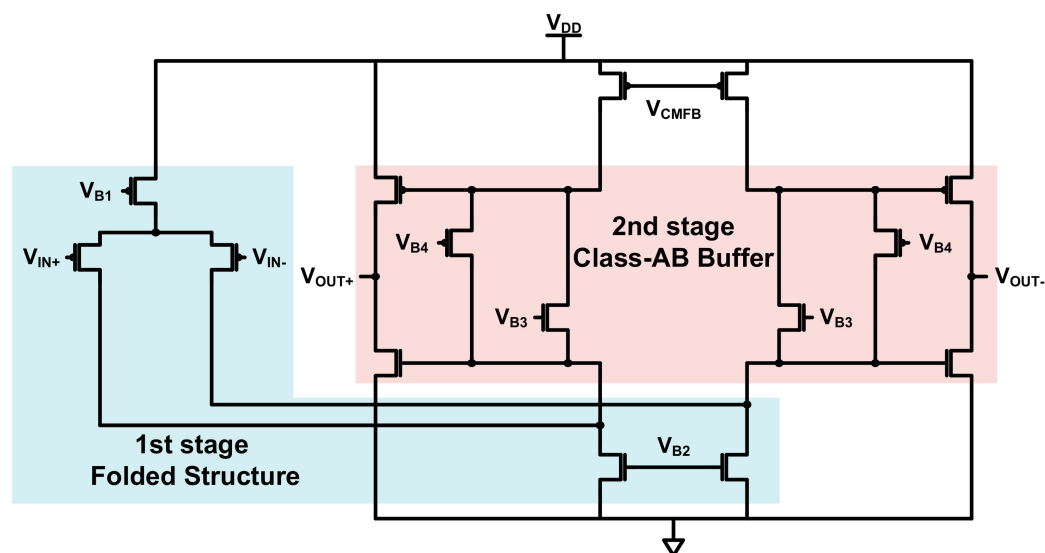 VDD
VCMFB
VB1
VIN+
VIN-
VB4
2nd stage
Class-AB Buffer
VB4
VOUT+
VOUT-
VB3
VB3
1st stage
Folded Structure
VB2